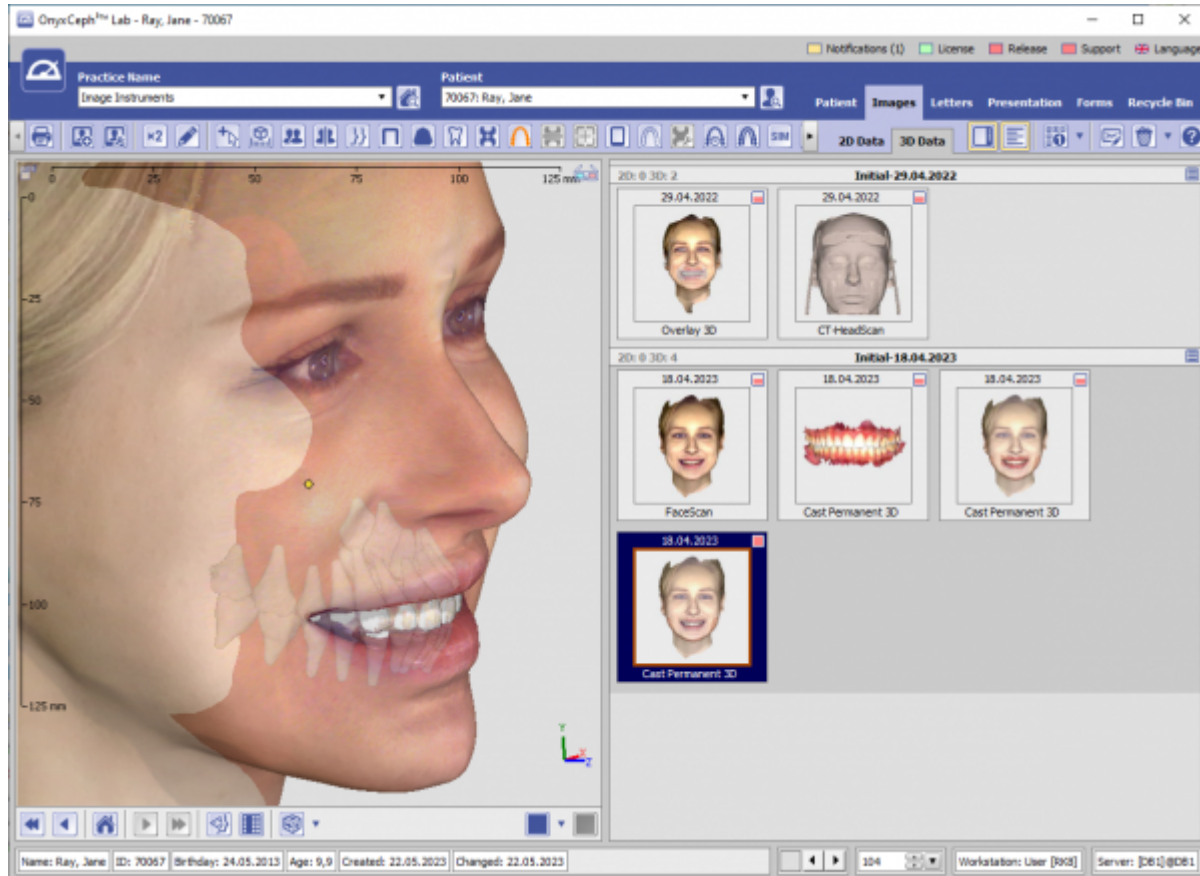 OnyxCeph³™ Lab - Ray, Jane - 70067
Notifications (1) License Release Support Language
Practice Name Patient
Image Instruments 70067: Ray, Jane
Patient Images Letters Presentation Forms Recycle Bin
×2 SIM 2D Data 3D Data
0 25 50 75 100 125 mm
0
25
50
75
100
125 mm
Y
X
Z
2D: 0 3D: 2 Initial-29.04.2022
29.04.2022 29.04.2022
Overlay 3D CT-HeadScan
2D: 0 3D: 4 Initial-18.04.2023
18.04.2023 18.04.2023 18.04.2023
FaceScan Cast Permanent 3D Cast Permanent 3D
18.04.2023
Cast Permanent 3D
Name: Ray, Jane ID: 70067 Birthday: 24.05.2013 Age: 9,9 Created: 22.05.2023 Changed: 22.05.2023 104 Workstation: User [RKB] Server: [DB1]@DB1